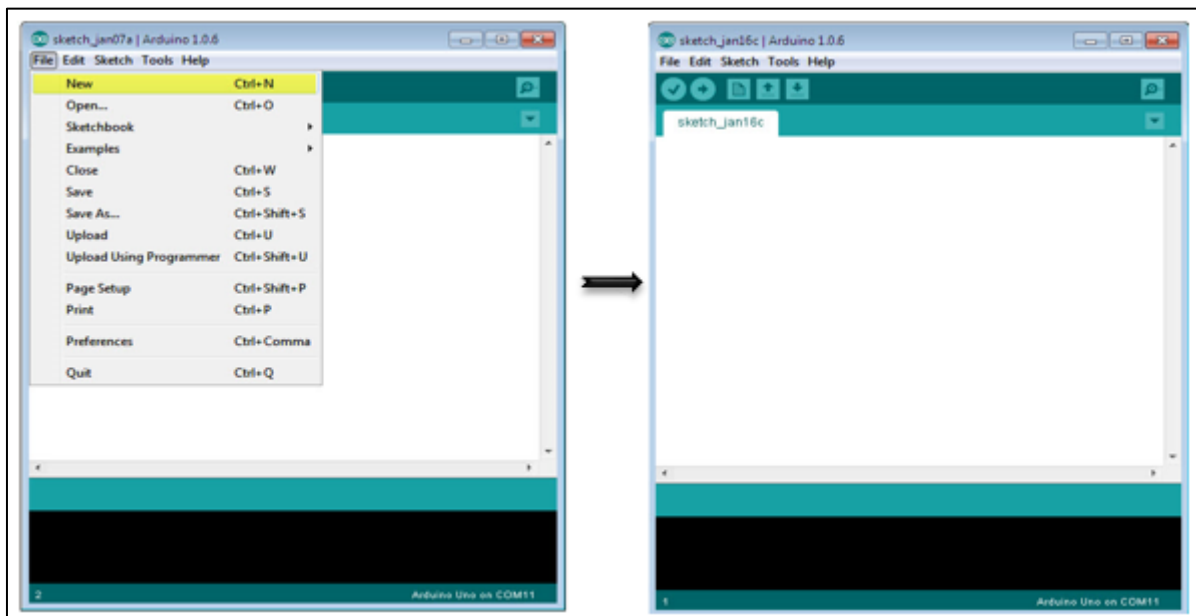 sketch_jan07a | Arduino 1.0.6
File Edit Sketch Tools Help
New Ctrl+N
Open... Ctrl+O
Sketchbook
Examples
Close Ctrl+W
Save Ctrl+S
Save As... Ctrl+Shift+S
Upload Ctrl+U
Upload Using Programmer Ctrl+Shift+U
Page Setup Ctrl+Shift+P
Print Ctrl+P
Preferences Ctrl+Comma
Quit Ctrl+Q
2 Arduino Uno on COM11
sketch_jan16c | Arduino 1.0.6
File Edit Sketch Tools Help
sketch_jan16c
1 Arduino Uno on COM11